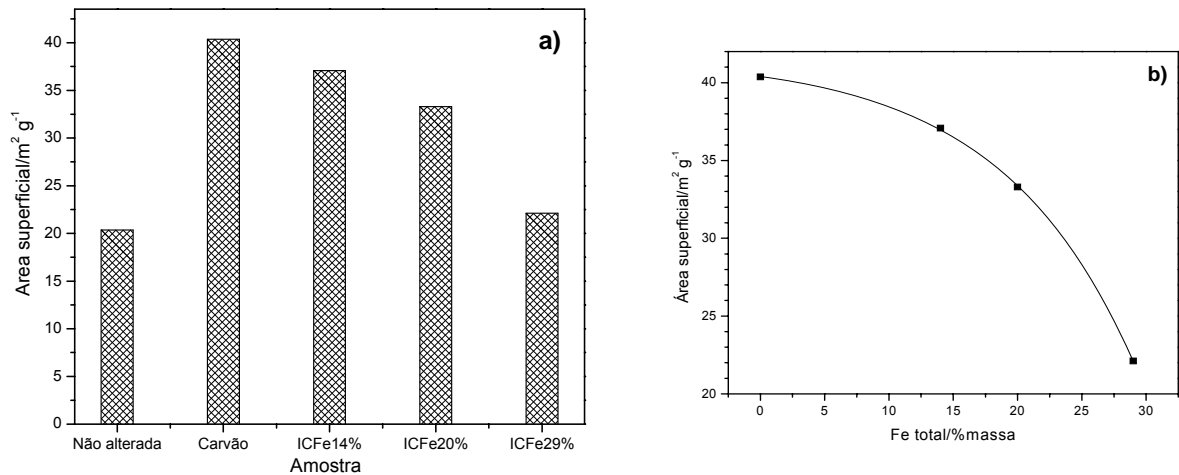 a)
40
35
30
25
20
15
10
5
0
Área superficial/m² g⁻¹
Não alterada Carvão ICFe14% ICFe20% ICFe29%
Amostra
b)
40
35
30
25
20
Área superficial/m² g⁻¹
0 5 10 15 20 25 30
Fe total/%massa